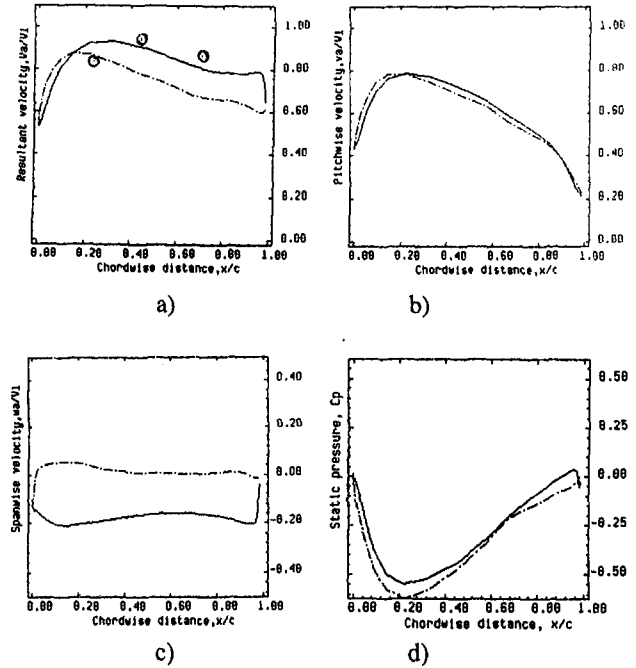 Resultant velocity,Va/V1
1.00
0.80
0.60
0.40
0.20
0.00
0.00 0.20 0.40 0.60 0.80 1.00
Chordwise distance,x/c
a)
Pitchwise velocity,va/V1
1.00
0.80
0.60
0.40
0.20
0.00
0.00 0.20 0.40 0.60 0.80 1.00
Chordwise distance,x/c
b)
Spanwise velocity,wa/V1
0.40
0.20
0.00
-0.20
-0.40
0.00 0.20 0.40 0.60 0.80 1.00
Chordwise distance,x/c
c)
Static pressure, Cp
0.50
0.25
0.00
-0.25
-0.50
0.00 0.20 0.40 0.60 0.80 1.00
Chordwise distance, x/c
d)